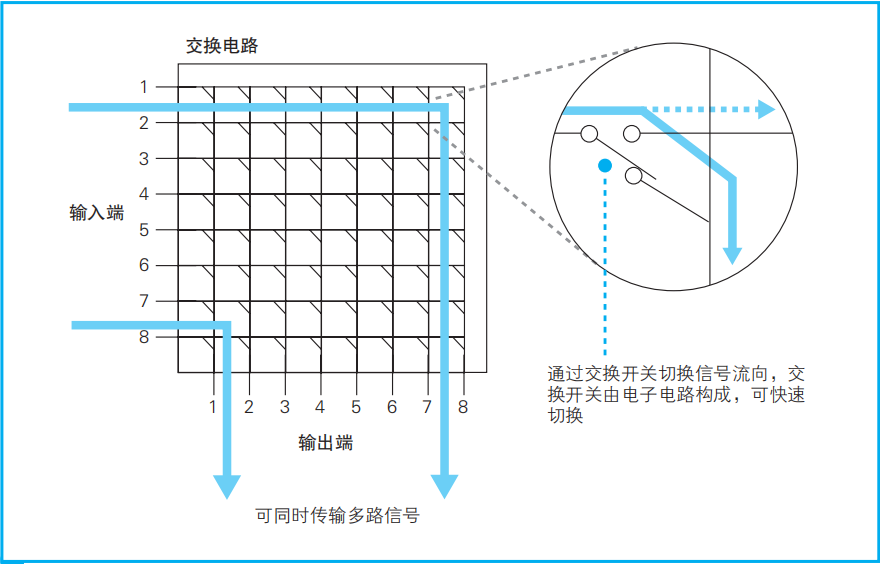 交换电路
1
2
3
4
5
6
7
8
输入端
1 2 3 4 5 6 7 8
输出端
可同时传输多路信号
通过交换开关切换信号流向，交
换开关由电子电路构成，可快速
切换